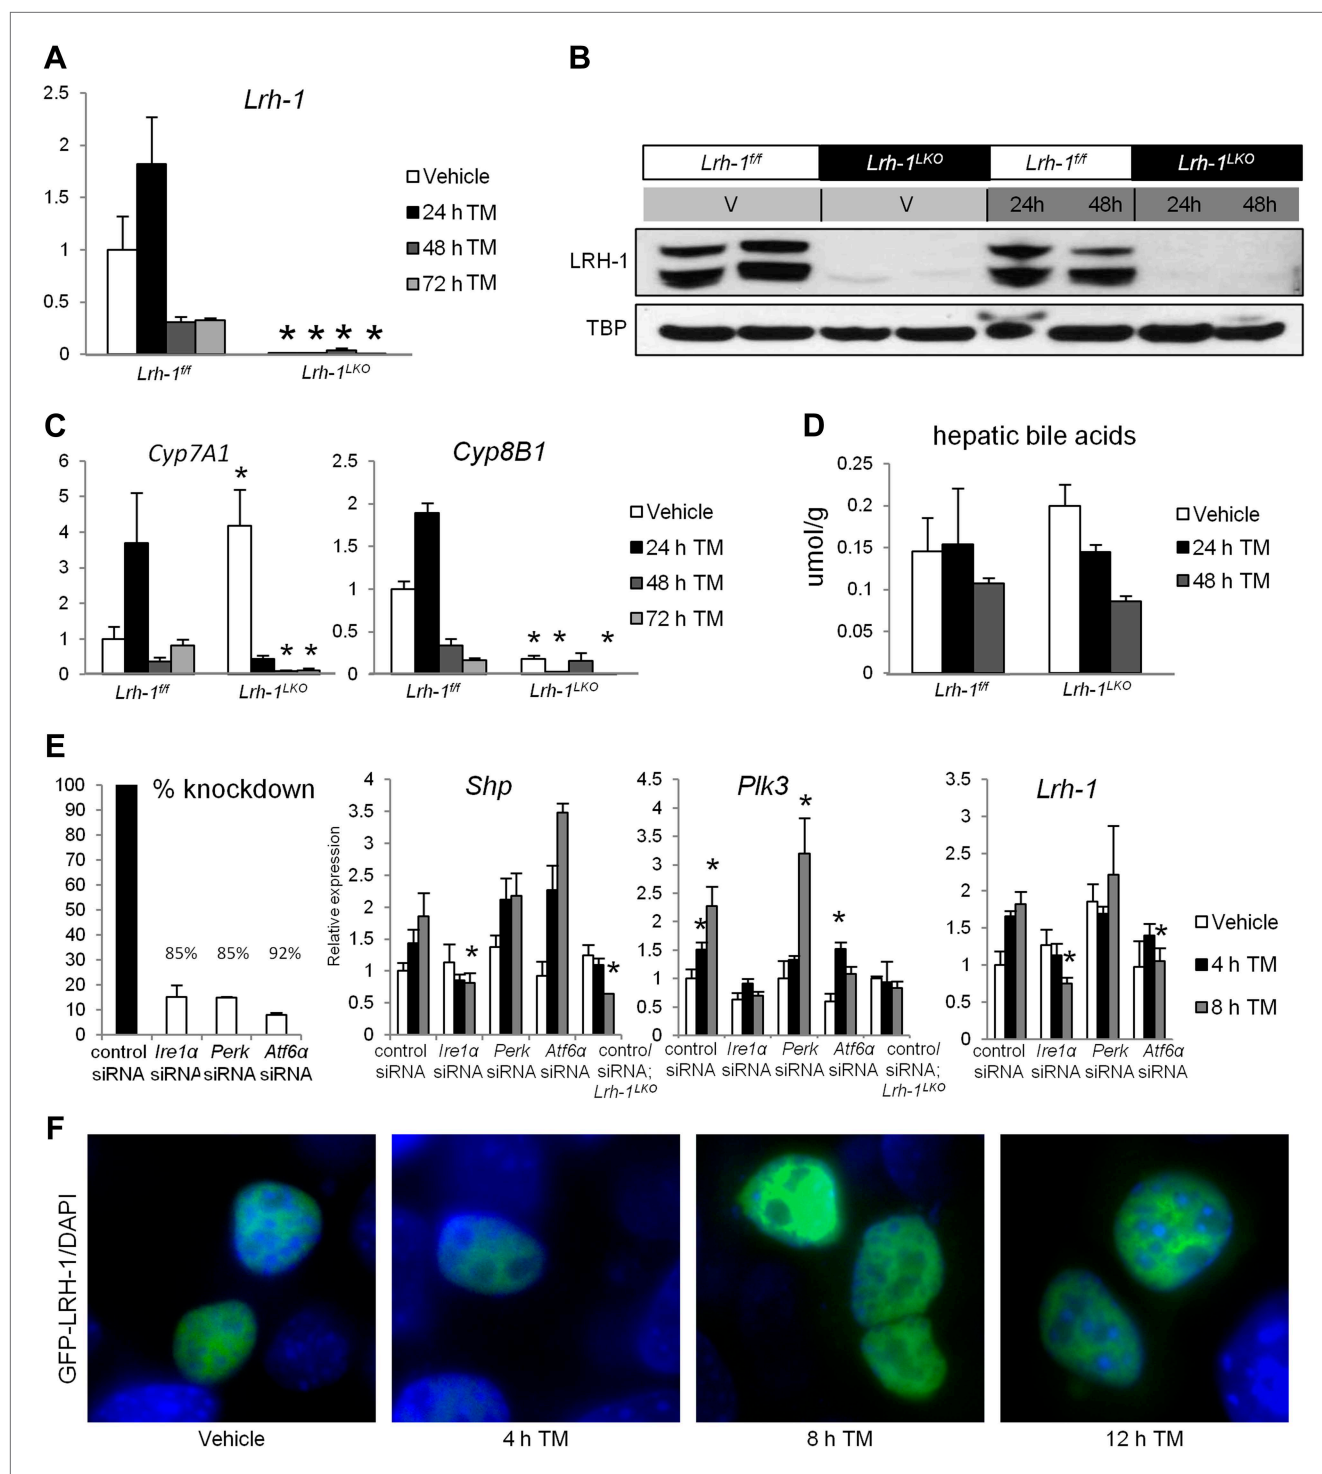 A
Lrh-1
2.5
2
1.5
1
0.5
0
Vehicle
24 h TM
48 h TM
72 h TM
* * * *
Lrh-1f/f
Lrh-1LKO
B
Lrh-1f/f Lrh-1LKO Lrh-1f/f Lrh-1LKO
V V 24h 48h 24h 48h
LRH-1
TBP
C
Cyp7A1
6
5
4
3
2
1
0
*
* *
Lrh-1f/f
Lrh-1LKO
Cyp8B1
2.5
2
1.5
1
0.5
0
* * *
Lrh-1f/f
Lrh-1LKO
Vehicle
24 h TM
48 h TM
72 h TM
D
hepatic bile acids
umol/g
0.25
0.2
0.15
0.1
0.05
0
Lrh-1f/f
Lrh-1LKO
Vehicle
24 h TM
48 h TM
E
% knockdown
100
90
80
70
60
50
40
30
20
10
0
85% 85% 92%
control Ire1α Perk Atf6α
siRNA siRNA siRNA siRNA
Shp
Relative expression
4
3.5
3
2.5
2
1.5
1
0.5
0
* *
control Ire1α Perk Atf6α control
siRNA siRNA siRNA siRNA siRNA;
Lrh-1LKO
Plk3
4.5
4
3.5
3
2.5
2
1.5
1
0.5
0
* * * *
control Ire1α Perk Atf6α control
siRNA siRNA siRNA siRNA siRNA;
Lrh-1LKO
Lrh-1
3.5
3
2.5
2
1.5
1
0.5
0
* *
control Ire1α Perk Atf6α
siRNA siRNA siRNA siRNA
Vehicle
4 h TM
8 h TM
F
GFP-LRH-1/DAPI
Vehicle
4 h TM
8 h TM
12 h TM